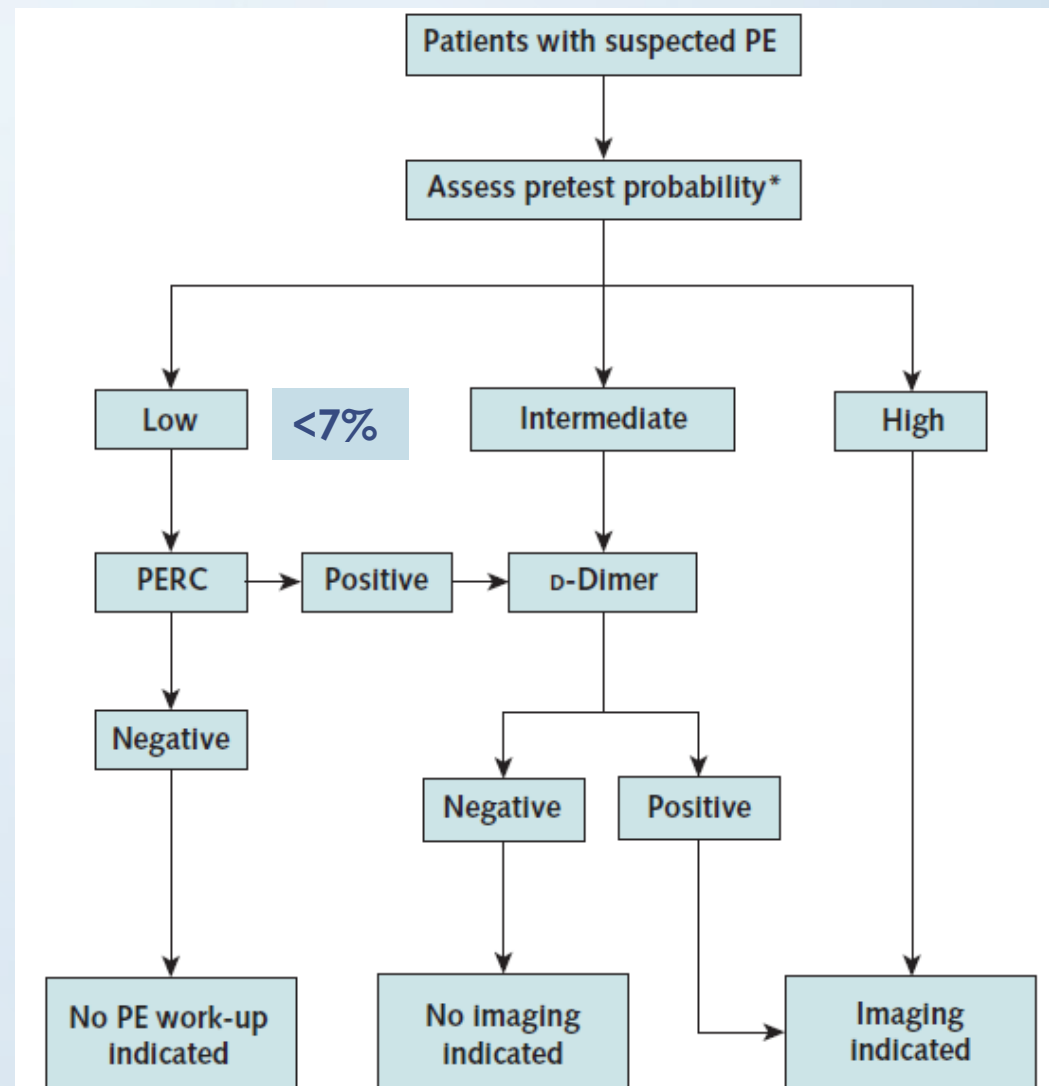 Patients with suspected PE
Assess pretest probability*
Low
<7%
Intermediate
High
PERC
Positive
D-Dimer
Negative
Negative
Positive
No PE work-up
indicated
No imaging
indicated
Imaging
indicated